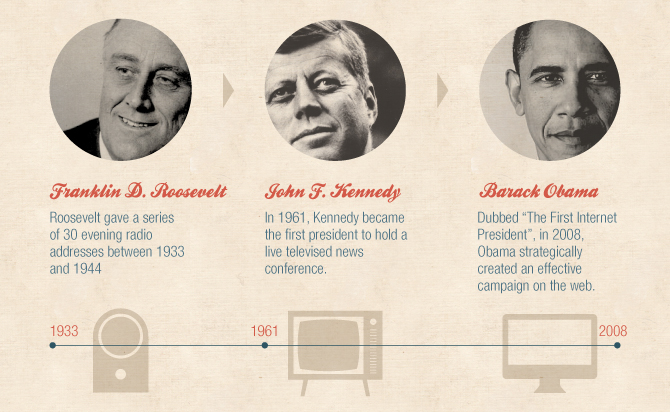 Franklin D. Roosevelt
Roosevelt gave a series
of 30 evening radio
addresses between 1933
and 1944
John F. Kennedy
In 1961, Kennedy became
the first president to hold a
live televised news
conference.
Barack Obama
Dubbed “The First Internet
President”, in 2008,
Obama strategically
created an effective
campaign on the web.
1933
1961
2008